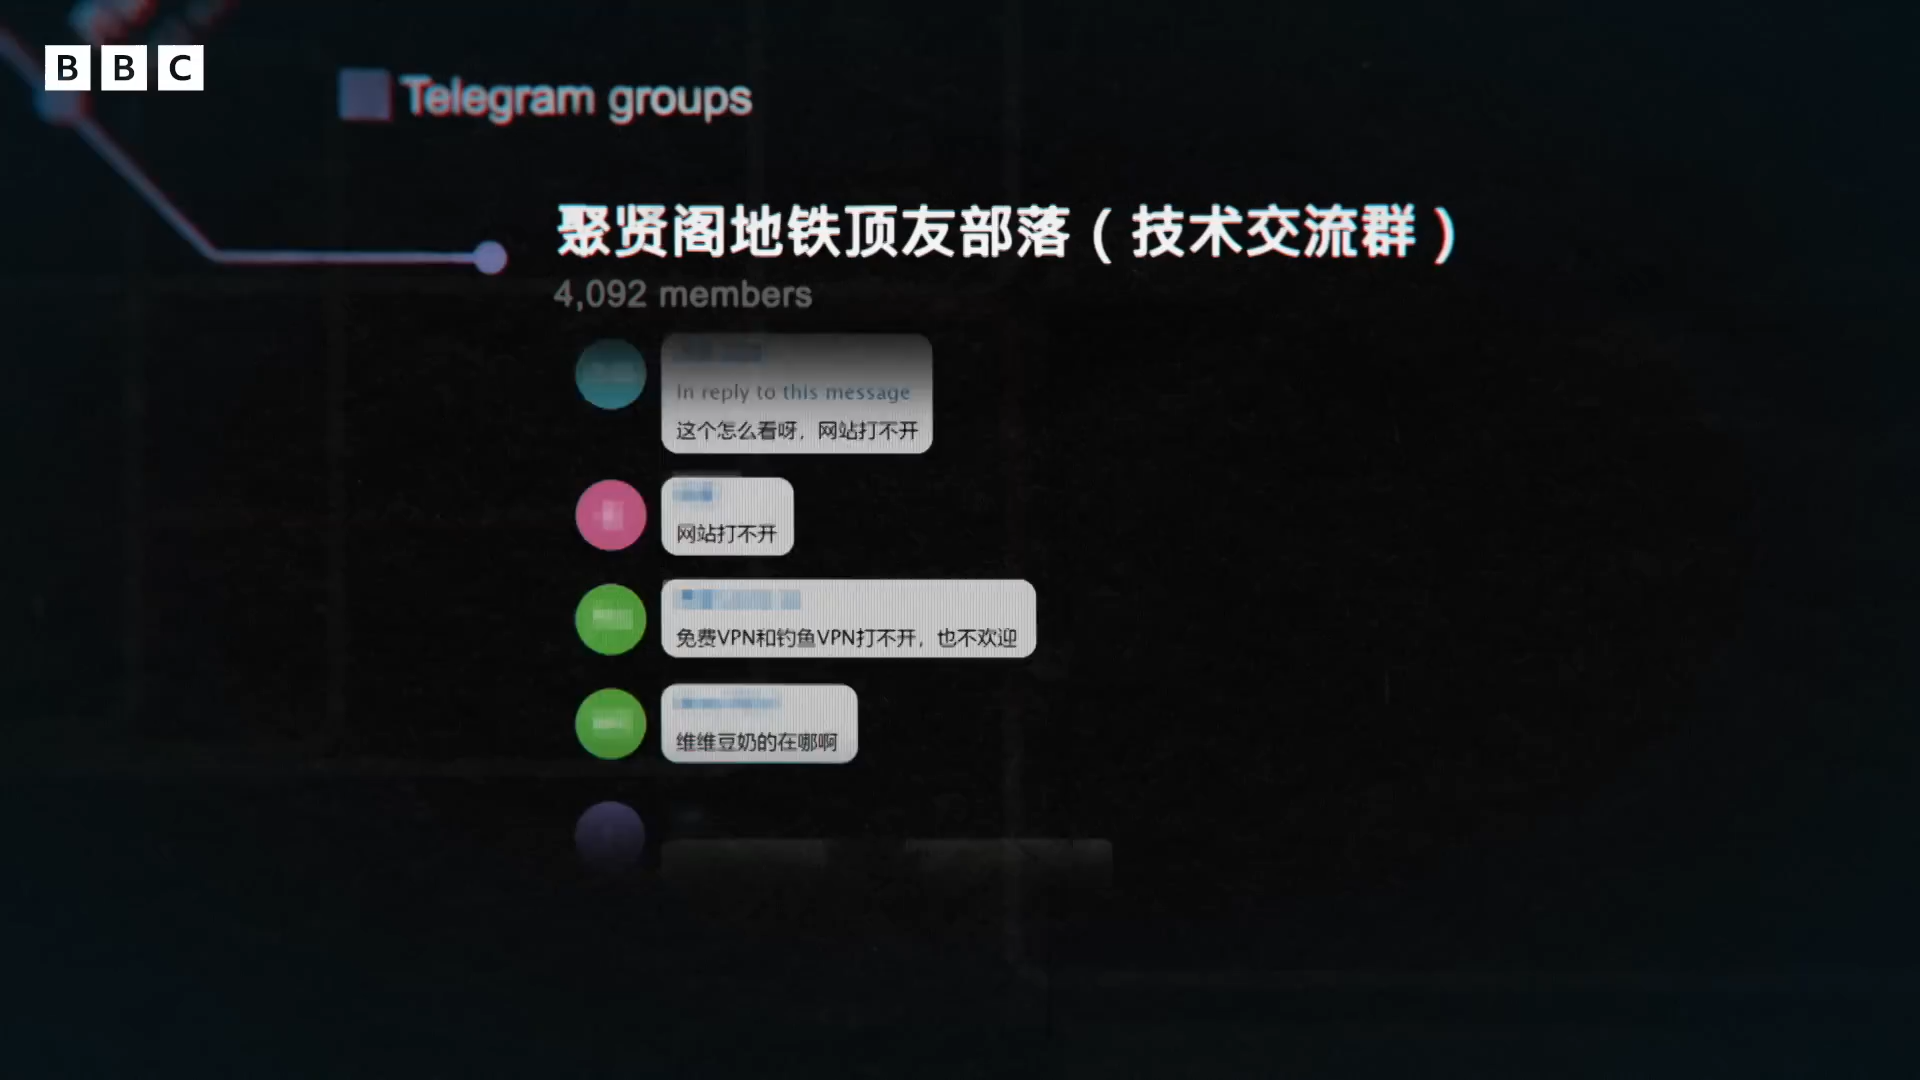 BBC
Telegram groups
聚贤阁地铁顶友部落（技术交流群）
4,092 members
In reply to this message
这个怎么看呀，网站打不开
网站打不开
免费VPN和钓鱼VPN打不开，也不欢迎
维维豆奶的在哪啊